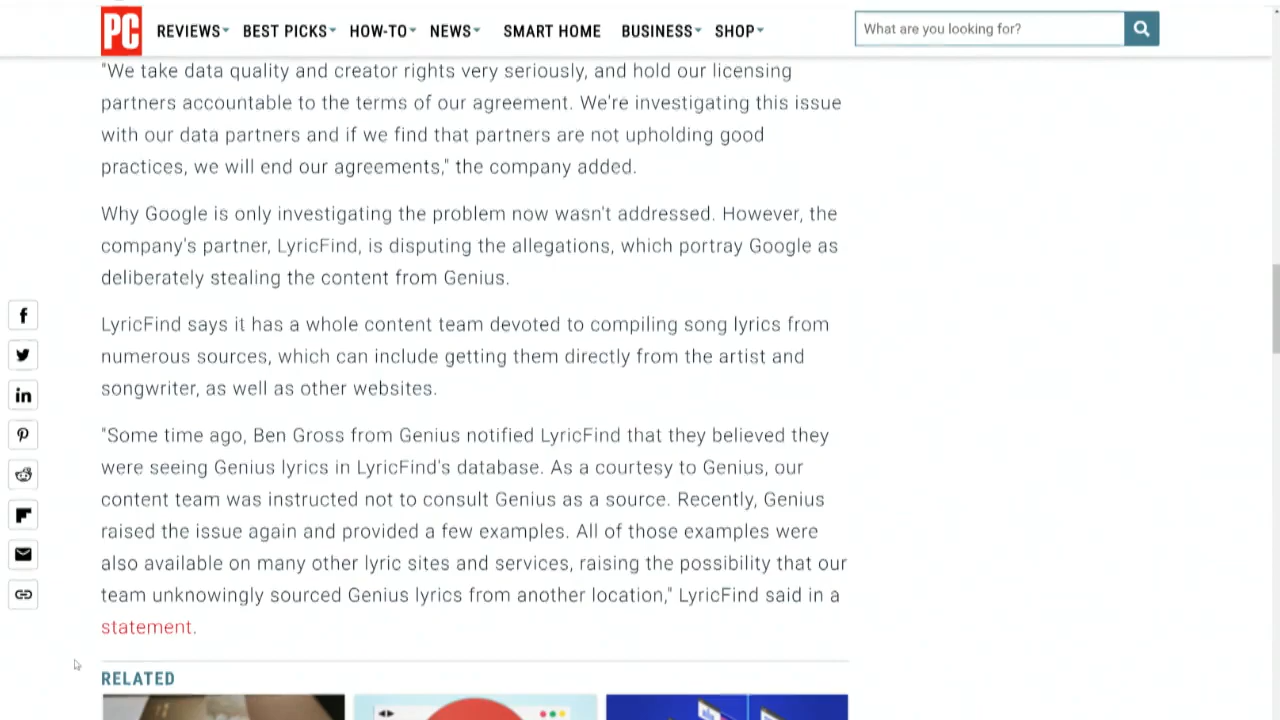 PC REVIEWS BEST PICKS HOW-TO NEWS SMART HOME BUSINESS SHOP What are you looking for?
"We take data quality and creator rights very seriously, and hold our licensing
partners accountable to the terms of our agreement. We're investigating this issue
with our data partners and if we find that partners are not upholding good
practices, we will end our agreements," the company added.
Why Google is only investigating the problem now wasn't addressed. However, the
company's partner, LyricFind, is disputing the allegations, which portray Google as
deliberately stealing the content from Genius.
LyricFind says it has a whole content team devoted to compiling song lyrics from
numerous sources, which can include getting them directly from the artist and
songwriter, as well as other websites.
"Some time ago, Ben Gross from Genius notified LyricFind that they believed they
were seeing Genius lyrics in LyricFind's database. As a courtesy to Genius, our
content team was instructed not to consult Genius as a source. Recently, Genius
raised the issue again and provided a few examples. All of those examples were
also available on many other lyric sites and services, raising the possibility that our
team unknowingly sourced Genius lyrics from another location," LyricFind said in a
statement.
RELATED